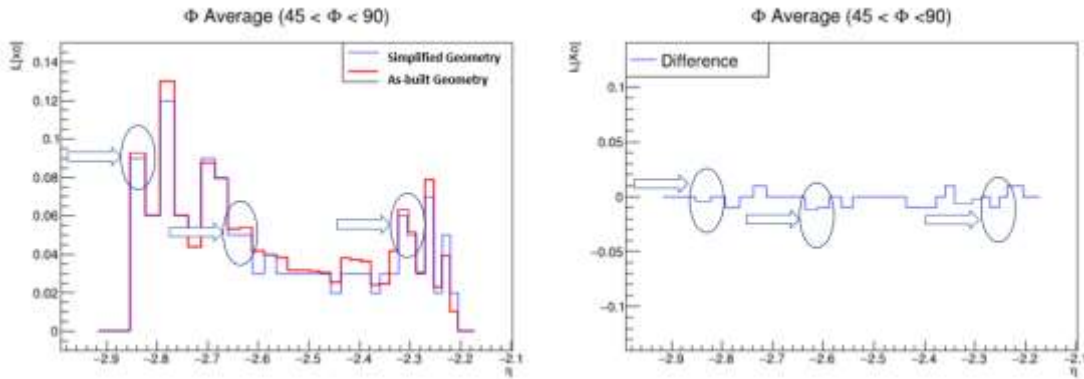 Φ Average (45 < Φ < 90)
L[X0]
0.14
0.12
0.1
0.08
0.06
0.04
0.02
0
Simplified Geometry
As-built Geometry
−2.9 −2.8 −2.7 −2.6 −2.5 −2.4 −2.3 −2.2 −2.1
η
Φ Average (45 < Φ <90)
L[X0]
0.1
0.05
0
−0.05
−0.1
Difference
−2.9 −2.8 −2.7 −2.6 −2.5 −2.4 −2.3 −2.2 −2.1
η